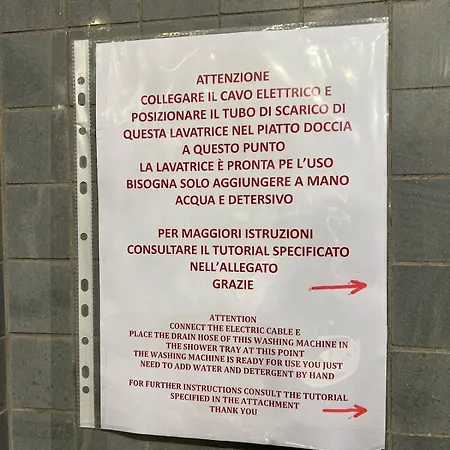 ATTENZIONE
COLLEGARE IL CAVO ELETTRICO E
POSIZIONARE IL TUBO DI SCARICO DI
QUESTA LAVATRICE NEL PIATTO DOCCIA
A QUESTO PUNTO
LA LAVATRICE È PRONTA PE L'USO
BISOGNA SOLO AGGIUNGERE A MANO
ACQUA E DETERSIVO
PER MAGGIORI ISTRUZIONI
CONSULTARE IL TUTORIAL SPECIFICATO
NELL'ALLEGATO
GRAZIE
ATTENTION
CONNECT THE ELECTRIC CABLE E
PLACE THE DRAIN HOSE OF THIS WASHING MACHINE IN
THE SHOWER TRAY AT THIS POINT
THE WASHING MACHINE IS READY FOR USE YOU JUST
NEED TO ADD WATER AND DETERGENT BY HAND
FOR FURTHER INSTRUCTIONS CONSULT THE TUTORIAL
SPECIFIED IN THE ATTACHMENT
THANK YOU